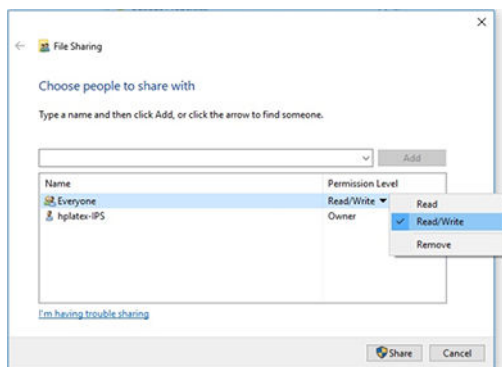 File Sharing
Choose people to share with
Type a name and then click Add, or click the arrow to find someone.
Add
Name Permission Level
Everyone Read/Write
Read
hplatex-IPS Owner
Read/Write
Remove
I'm having trouble sharing
Share Cancel